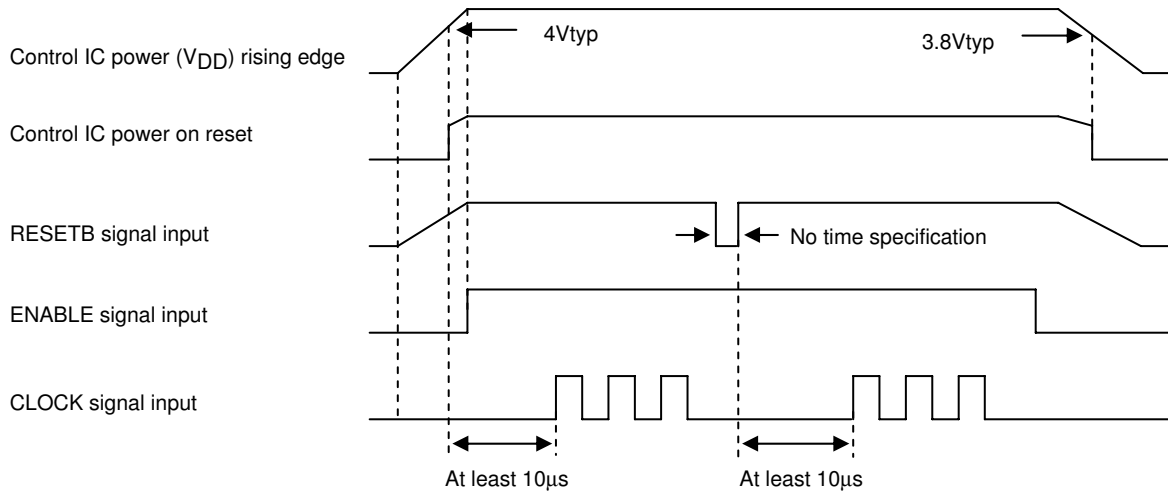 4Vtyp
3.8Vtyp
Control IC power (VDD) rising edge
Control IC power on reset
RESETB signal input
No time specification
ENABLE signal input
CLOCK signal input
At least 10μs
At least 10μs